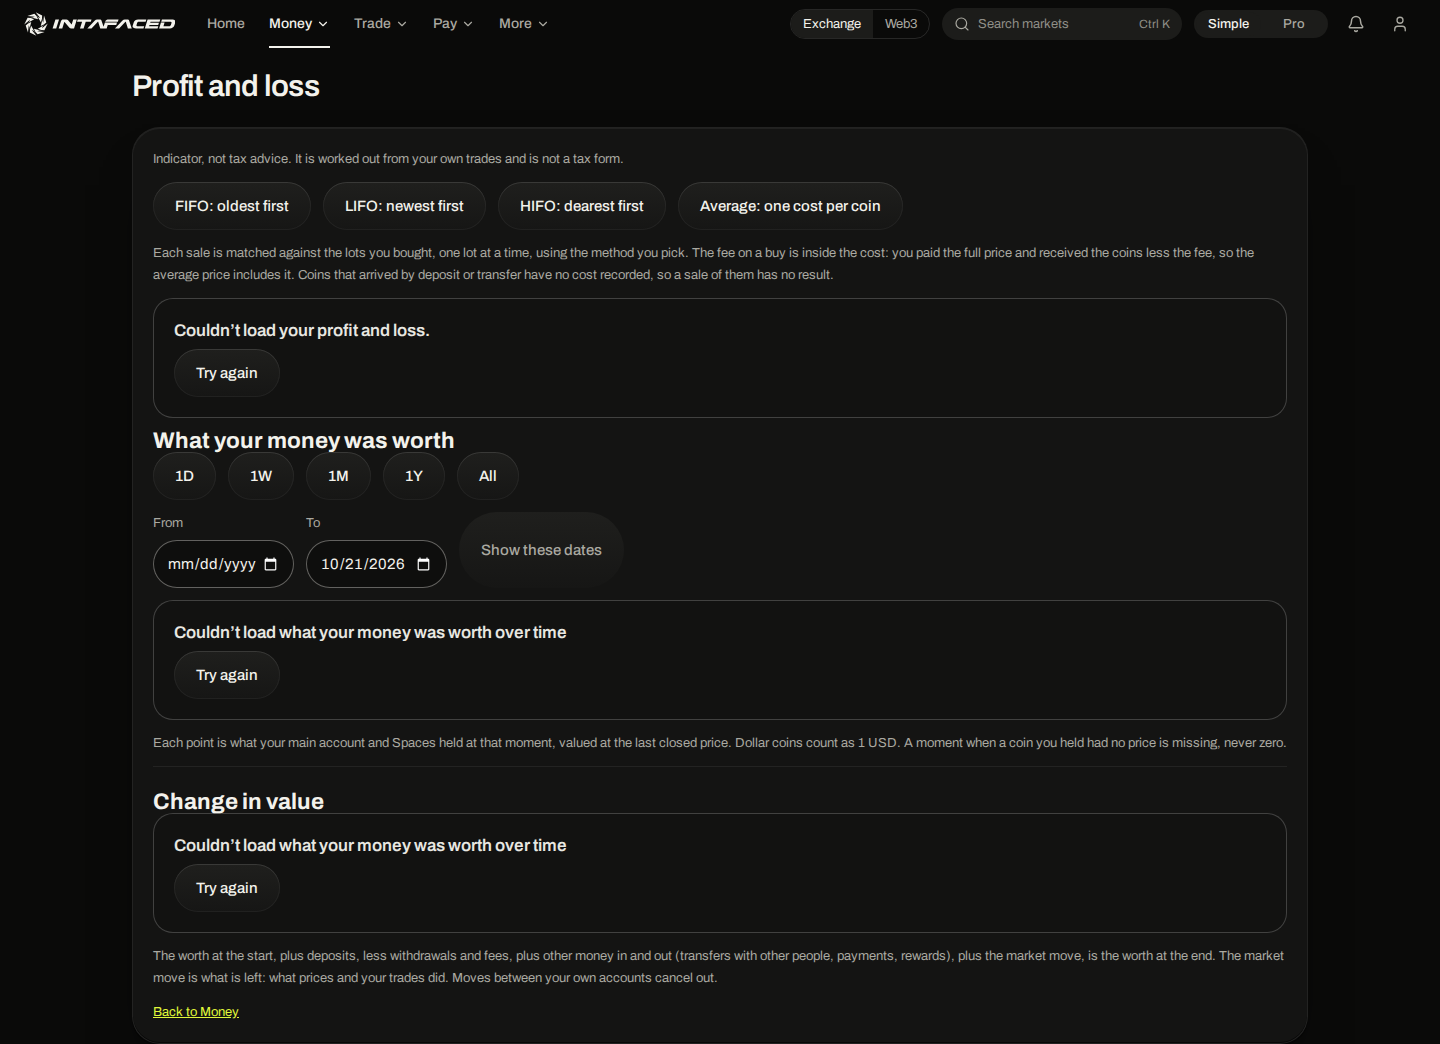 INTAFACED
Home
Money
Trade
Pay
More
Exchange
Web3
Search markets
Ctrl K
Simple
Pro
Profit and loss
Indicator, not tax advice. It is worked out from your own trades and is not a tax form.
FIFO: oldest first
LIFO: newest first
HIFO: dearest first
Average: one cost per coin
Each sale is matched against the lots you bought, one lot at a time, using the method you pick. The fee on a buy is inside the cost: you paid the full price and received the coins less the fee, so the
average price includes it. Coins that arrived by deposit or transfer have no cost recorded, so a sale of them has no result.
Couldn’t load your profit and loss.
Try again
What your money was worth
1D
1W
1M
1Y
All
From
To
mm/dd/yyyy
10/21/2026
Show these dates
Couldn’t load what your money was worth over time
Try again
Each point is what your main account and Spaces held at that moment, valued at the last closed price. Dollar coins count as 1 USD. A moment when a coin you held had no price is missing, never zero.
Change in value
Couldn’t load what your money was worth over time
Try again
The worth at the start, plus deposits, less withdrawals and fees, plus other money in and out (transfers with other people, payments, rewards), plus the market move, is the worth at the end. The market
move is what is left: what prices and your trades did. Moves between your own accounts cancel out.
Back to Money